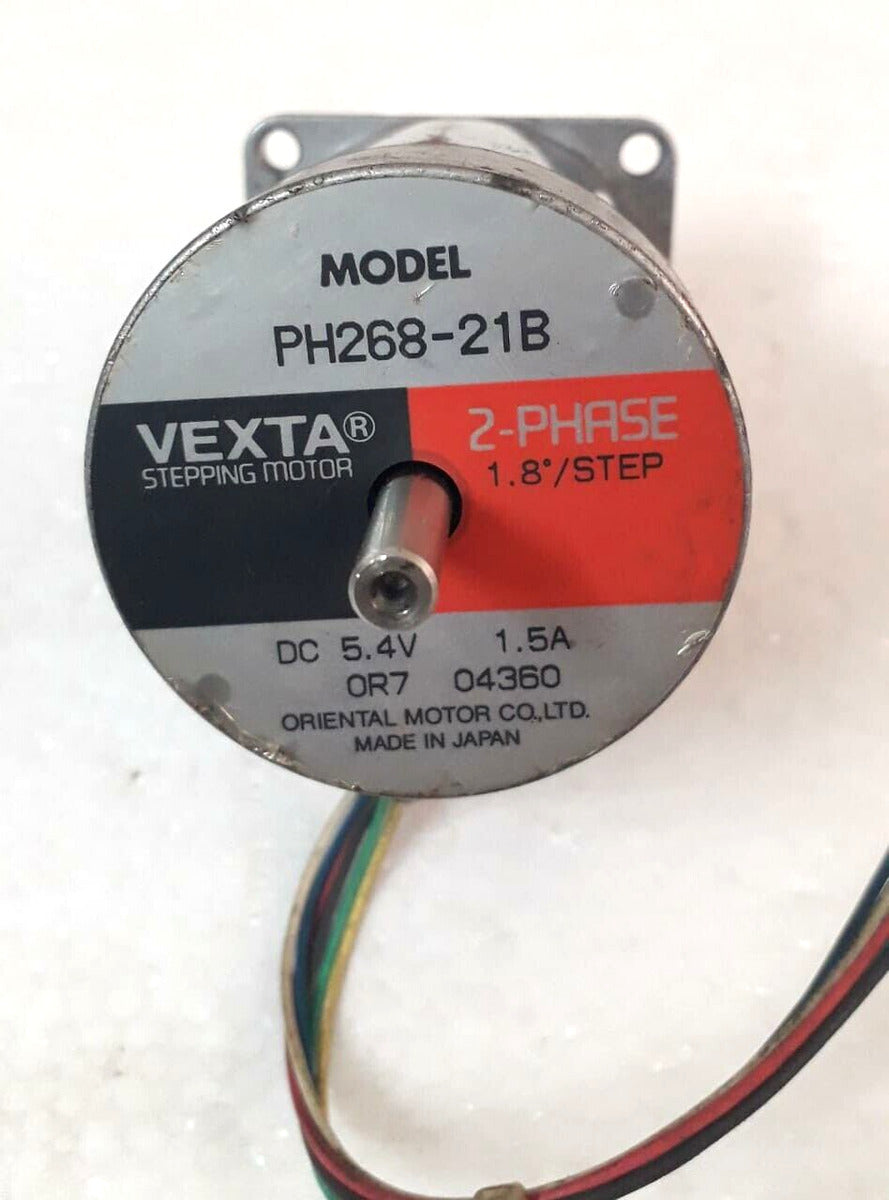 MODEL
PH268-21B
VEXTA® 2-PHASE
STEPPING MOTOR 1.8°/STEP
DC 5.4V 1.5A
0R7 04360
ORIENTAL MOTOR CO.,LTD.
MADE IN JAPAN